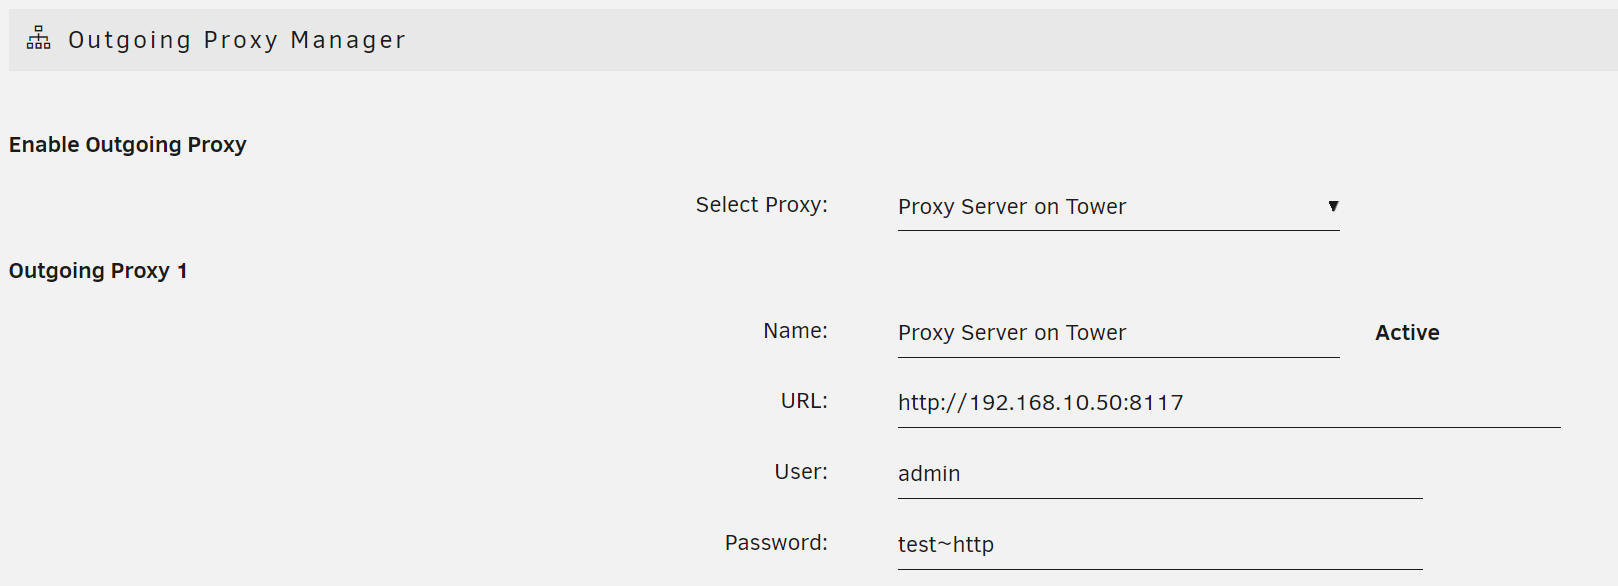 Outgoing Proxy Manager
Enable Outgoing Proxy
Select Proxy: Proxy Server on Tower
Outgoing Proxy 1
Name: Proxy Server on Tower Active
URL: http://192.168.10.50:8117
User: admin
Password: test~http